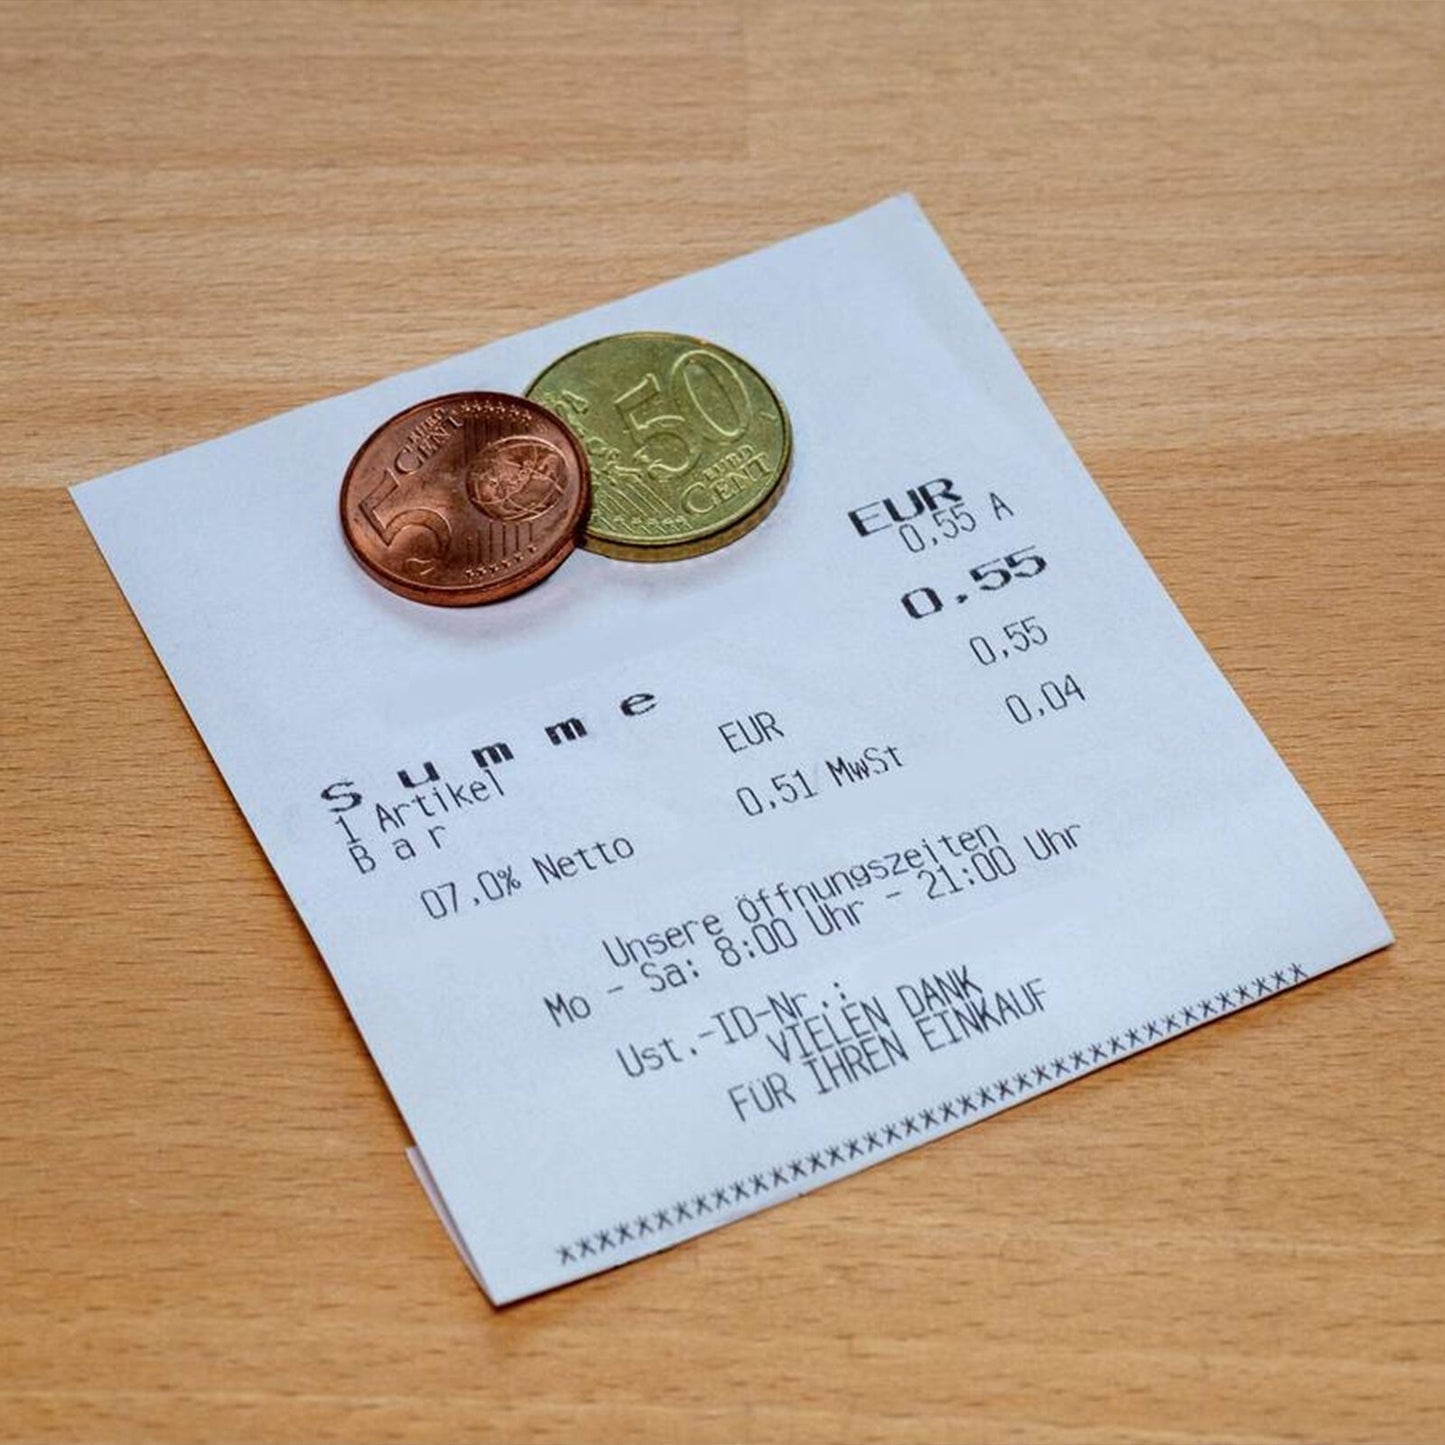 5
EURO
CENT
50
EURO
CENT
EUR
0,55 A
Summe 0,55
1 Artikel
Bar EUR 0,55
07,0% Netto 0,51 MwSt 0,04
Unsere Öffnungszeiten
Mo - Sa: 8:00 Uhr - 21:00 Uhr
Ust.-ID-Nr.:
VIELEN DANK
FÜR IHREN EINKAUF
****************************************